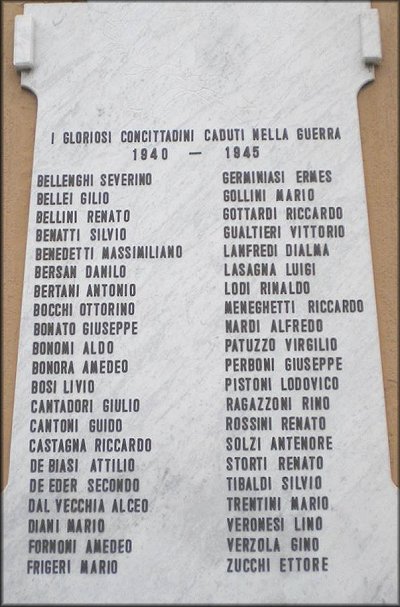 I GLORIOSI CONCITTADINI CADUTI NELLA GUERRA
1940 — 1945
BELLENGHI SEVERINO
BELLEI GILIO
BELLINI RENATO
BENATTI SILVIO
BENEDETTI MASSIMILIANO
BERSAN DANILO
BERTANI ANTONIO
BOCCHI OTTORINO
BONATO GIUSEPPE
BONOMI ALDO
BONORA AMEDEO
BOSI LIVIO
CANTADORI GIULIO
CANTONI GUIDO
CASTAGNA RICCARDO
DE BIASI ATTILIO
DE EDER SECONDO
DAL VECCHIA ALCEO
DIANI MARIO
FORNONI AMEDEO
FRIGERI MARIO
GERMINIASI ERMES
GOLLINI MARIO
GOTTARDI RICCARDO
GUALTIERI VITTORIO
LANFREDI DIALMA
LASAGNA LUIGI
LODI RINALDO
MENEGHETTI RICCARDO
NARDI ALFREDO
PATUZZO VIRGILIO
PERBONI GIUSEPPE
PISTONI LODOVICO
RAGAZZONI RINO
ROSSINI RENATO
SOLZI ANTENORE
STORTI RENATO
TIBALDI SILVIO
TRENTINI MARIO
VERONESI LINO
VERZOLA GINO
ZUCCHI ETTORE